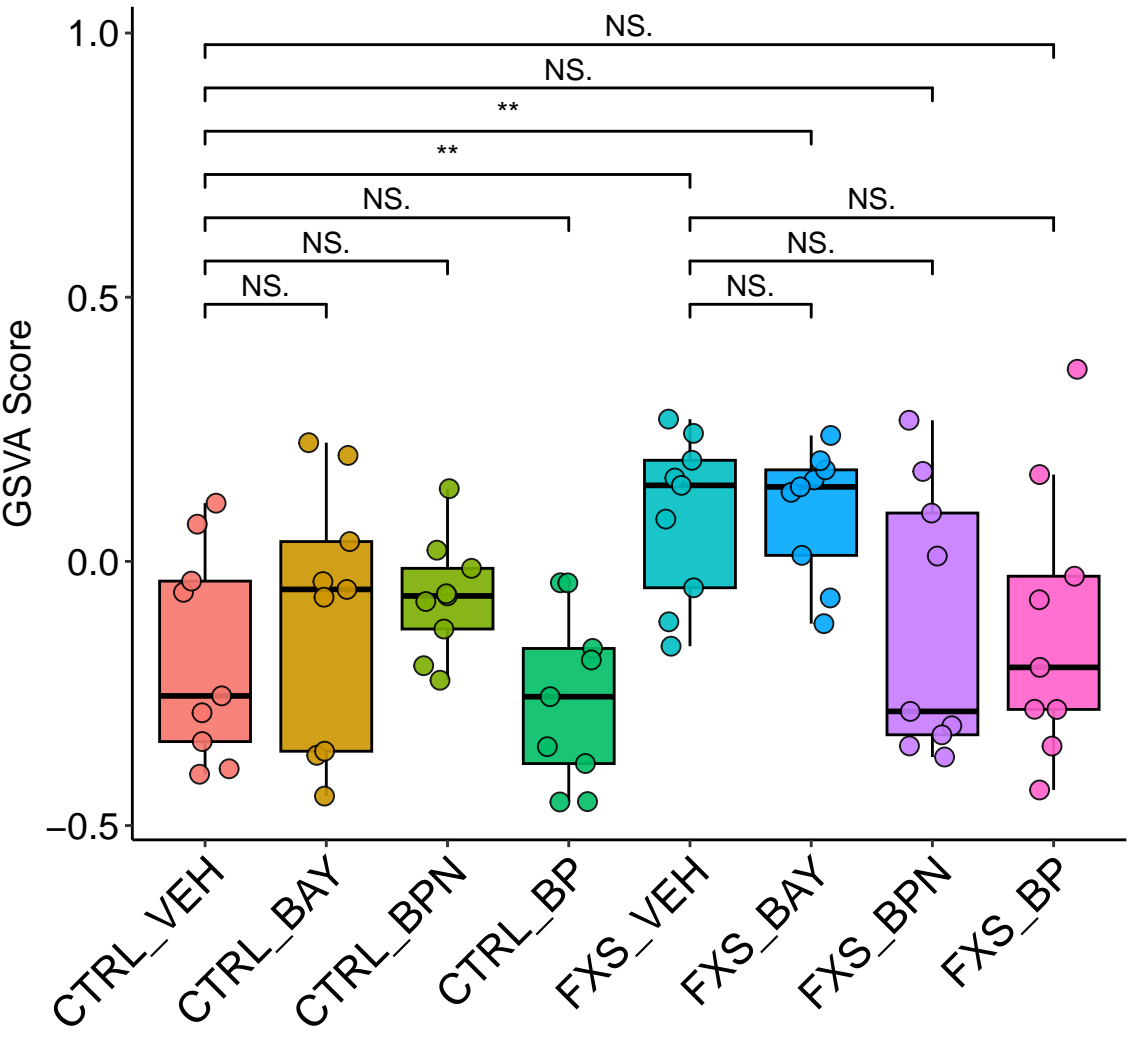 1.0
NS.
NS.
**
**
NS.
NS.
NS.
NS.
0.5
NS.
NS.
GSVA Score
0.0
−0.5
CTRL_VEH
CTRL_BAY
CTRL_BPN
CTRL_BP
FXS_VEH
FXS_BAY
FXS_BPN
FXS_BP